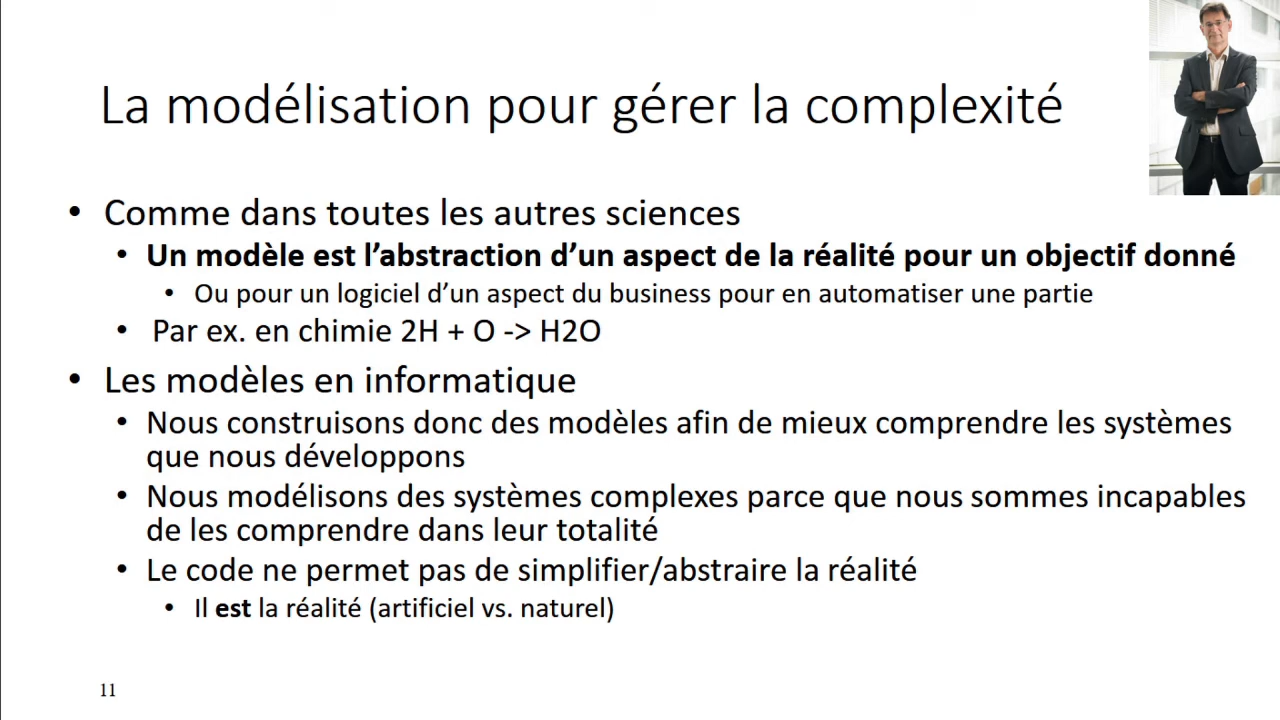 La modélisation pour gérer la complexité
• Comme dans toutes les autres sciences
• Un modèle est l’abstraction d’un aspect de la réalité pour un objectif donné
• Ou pour un logiciel d’un aspect du business pour en automatiser une partie
• Par ex. en chimie 2H + O -> H2O
• Les modèles en informatique
• Nous construisons donc des modèles afin de mieux comprendre les systèmes
que nous développons
• Nous modélisons des systèmes complexes parce que nous sommes incapables
de les comprendre dans leur totalité
• Le code ne permet pas de simplifier/abstraire la réalité
• Il est la réalité (artificiel vs. naturel)
11